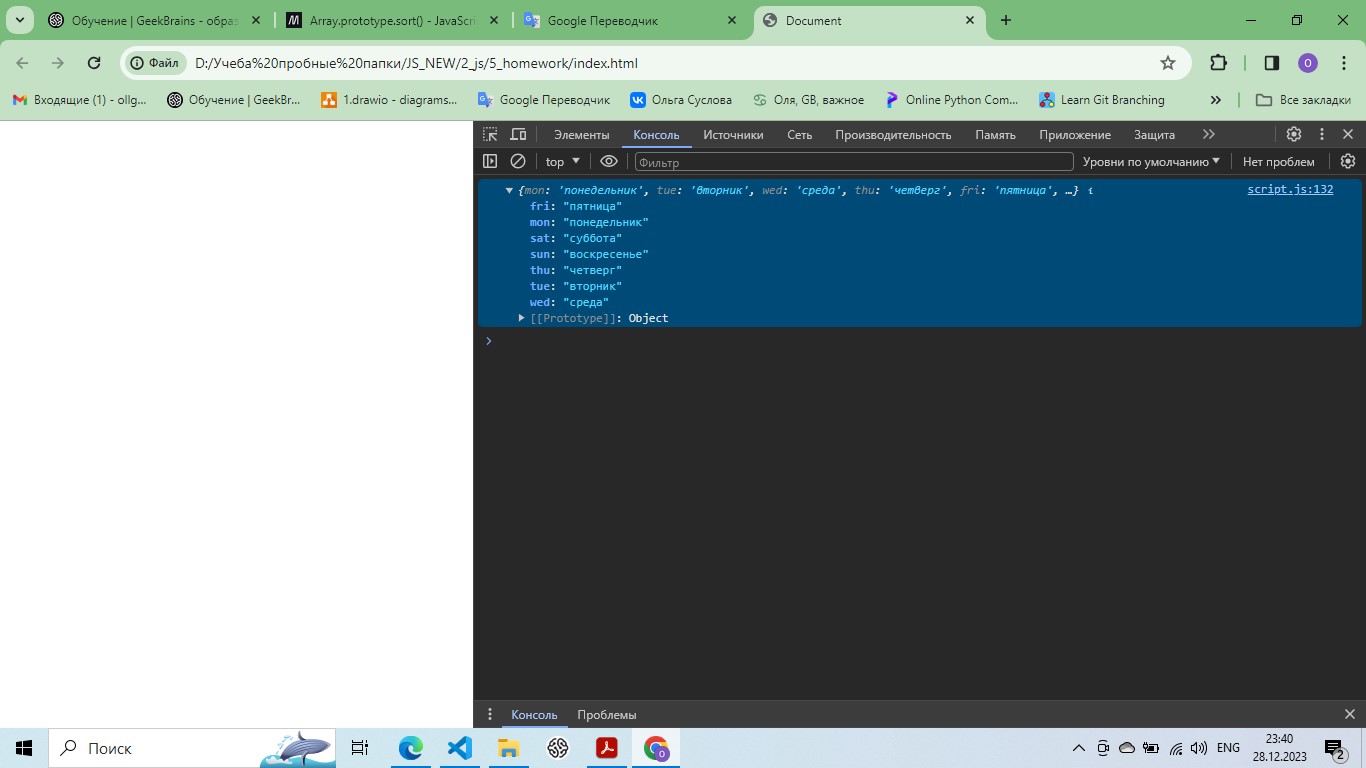 Обучение | GeekBrains - образ
Array.prototype.sort() - JavaScri
Google Переводчик
Document
Файл
D:/Учеба%20пробные%20папки/JS_NEW/2_js/5_homework/index.html
О
Входящие (1) - ollg...
Обучение | GeekBr...
1.drawio - diagrams...
Google Переводчик
Ольга Суслова
Оля, GB, важное
Online Python Com...
Learn Git Branching
Все закладки
Элементы
Консоль
Источники
Сеть
Производительность
Память
Приложение
Защита
top
Фильтр
Уровни по умолчанию
Нет проблем
{mon: 'понедельник', tue: 'вторник', wed: 'среда', thu: 'четверг', fri: 'пятница', …} i
script.js:132
fri: "пятница"
mon: "понедельник"
sat: "суббота"
sun: "воскресенье"
thu: "четверг"
tue: "вторник"
wed: "среда"
[[Prototype]]: Object
Консоль
Проблемы
Поиск
ENG
23:40
28.12.2023
2